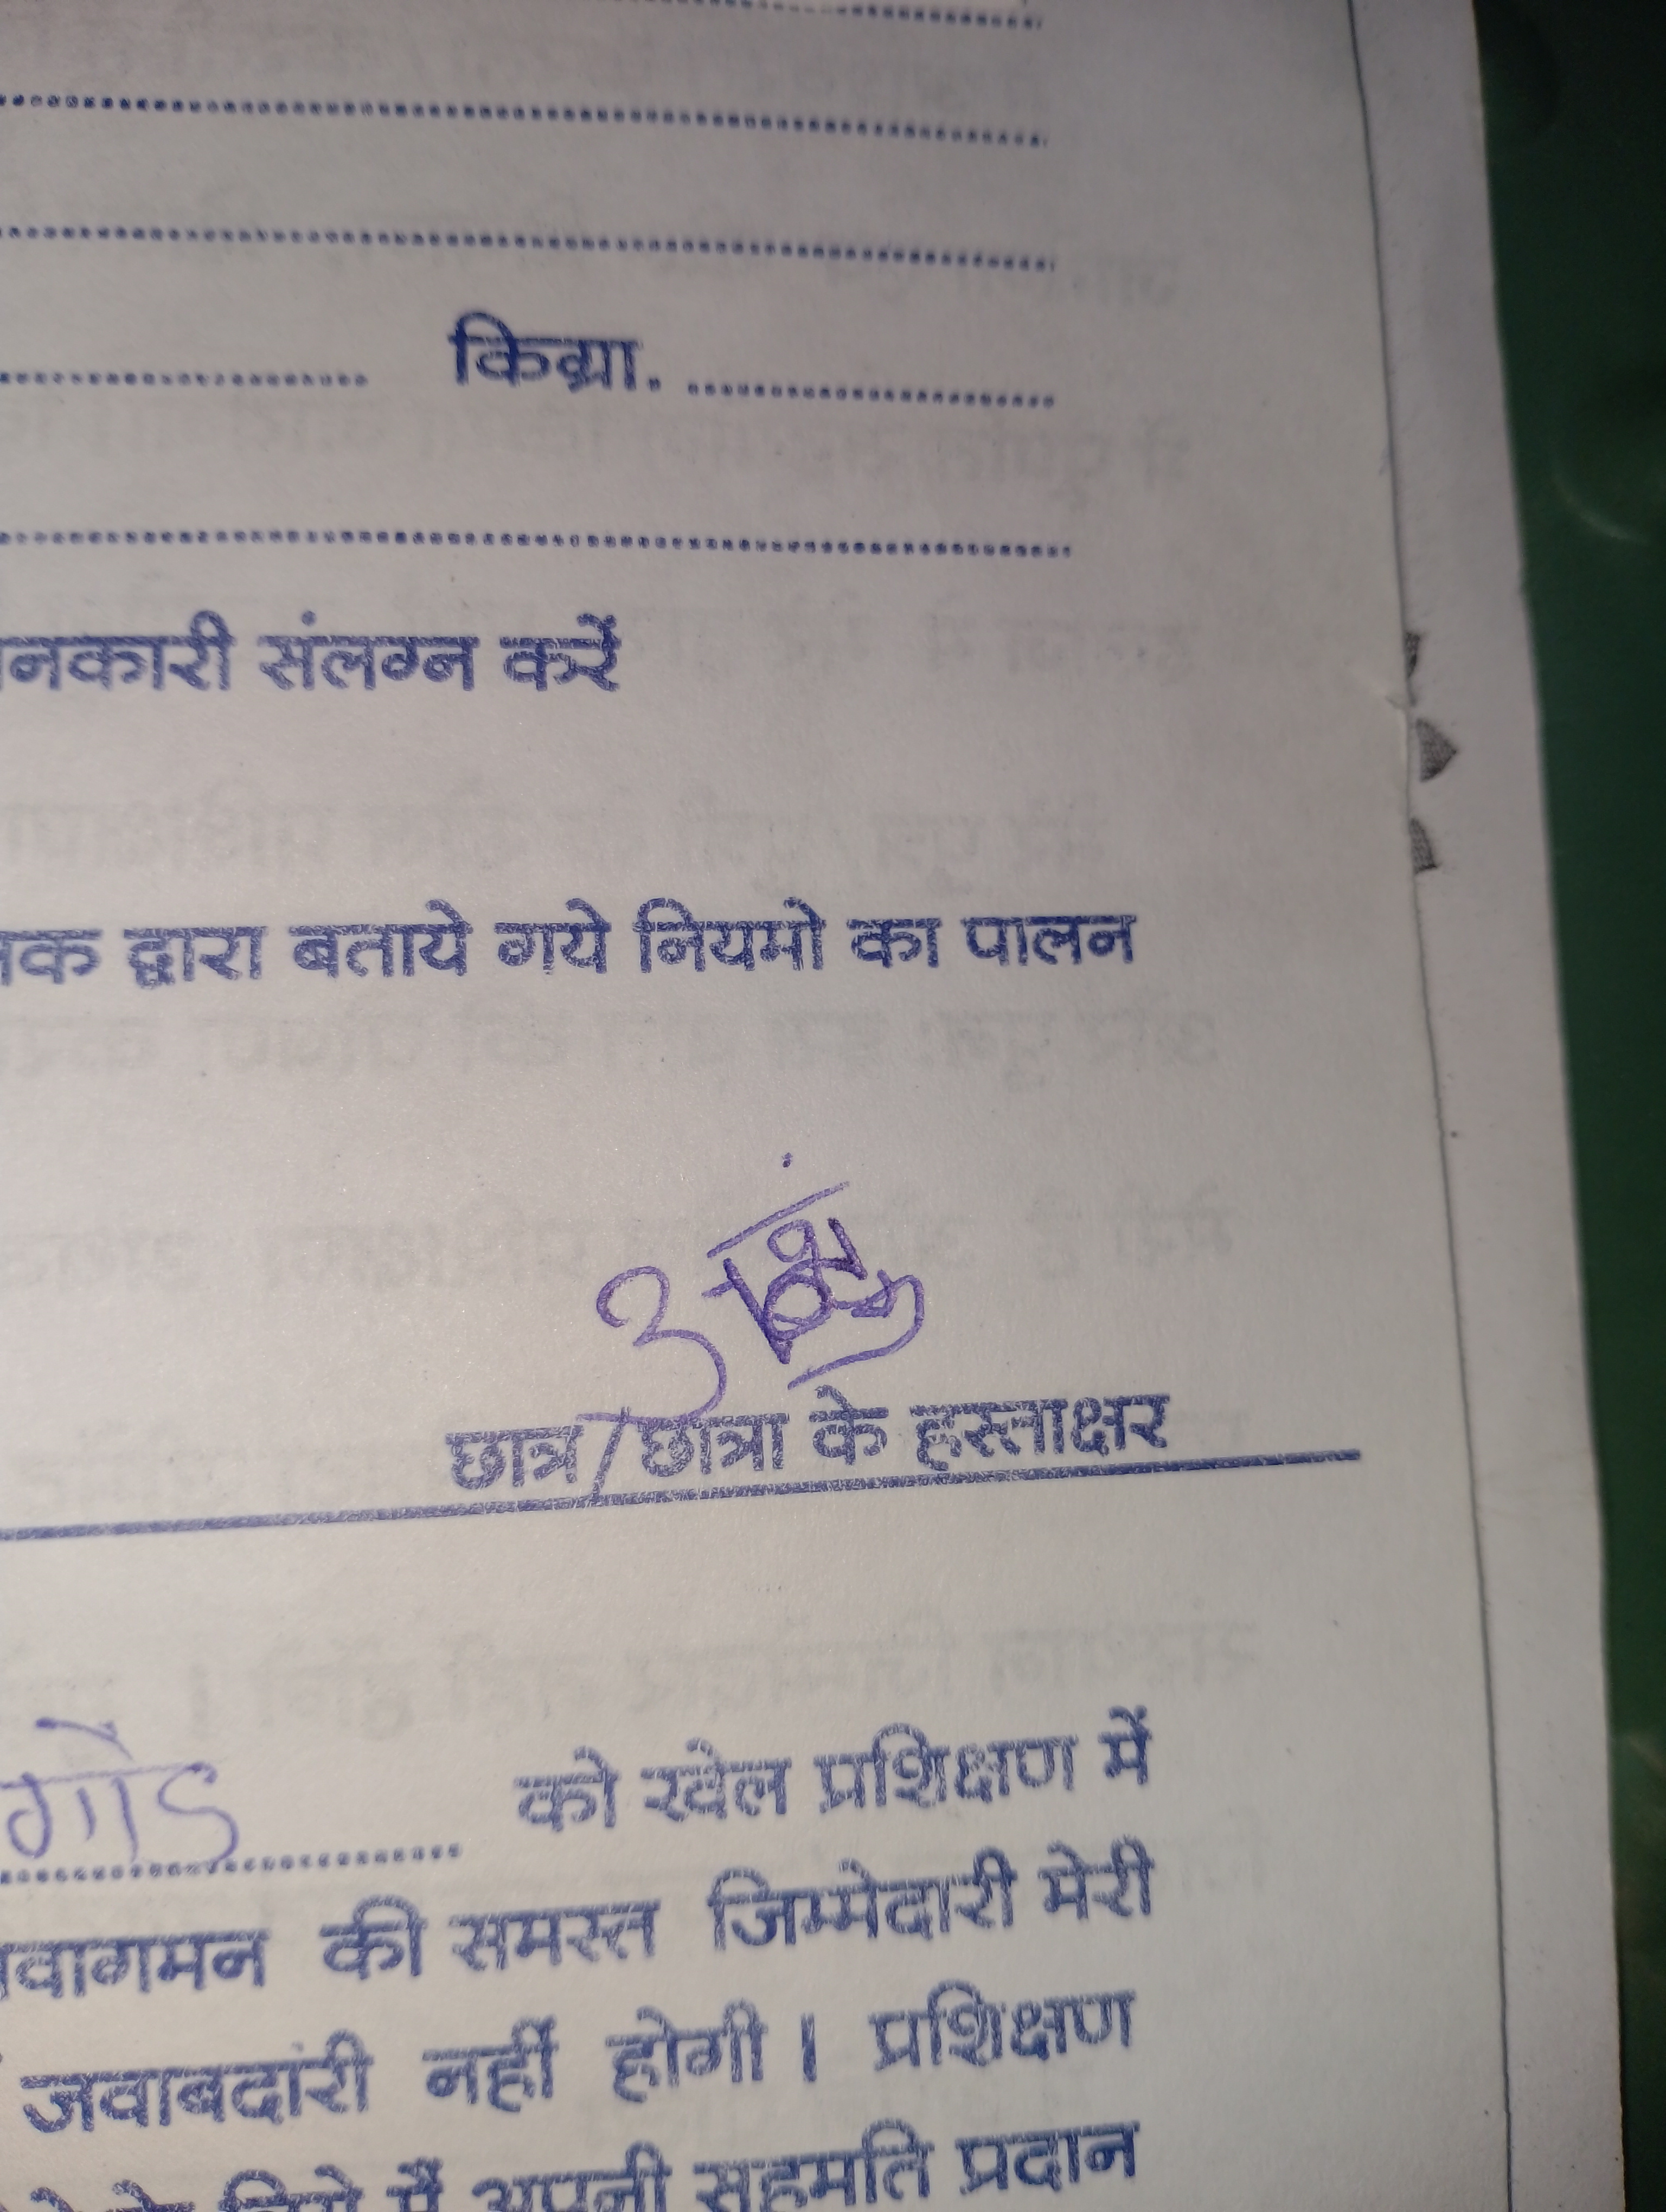 किग्रा.
नकारी संलग्न करें
क द्वारा बताये गये नियमो का पालन
छात्र/छात्रा के हस्ताक्षर
गोंड को खेल प्रशिक्षण में
वागमन की समस्त जिम्मेदारी मेरी
जवाबदारी नहीं होगी। प्रशिक्षण
के लिये मैं अपनी सहमति प्रदान